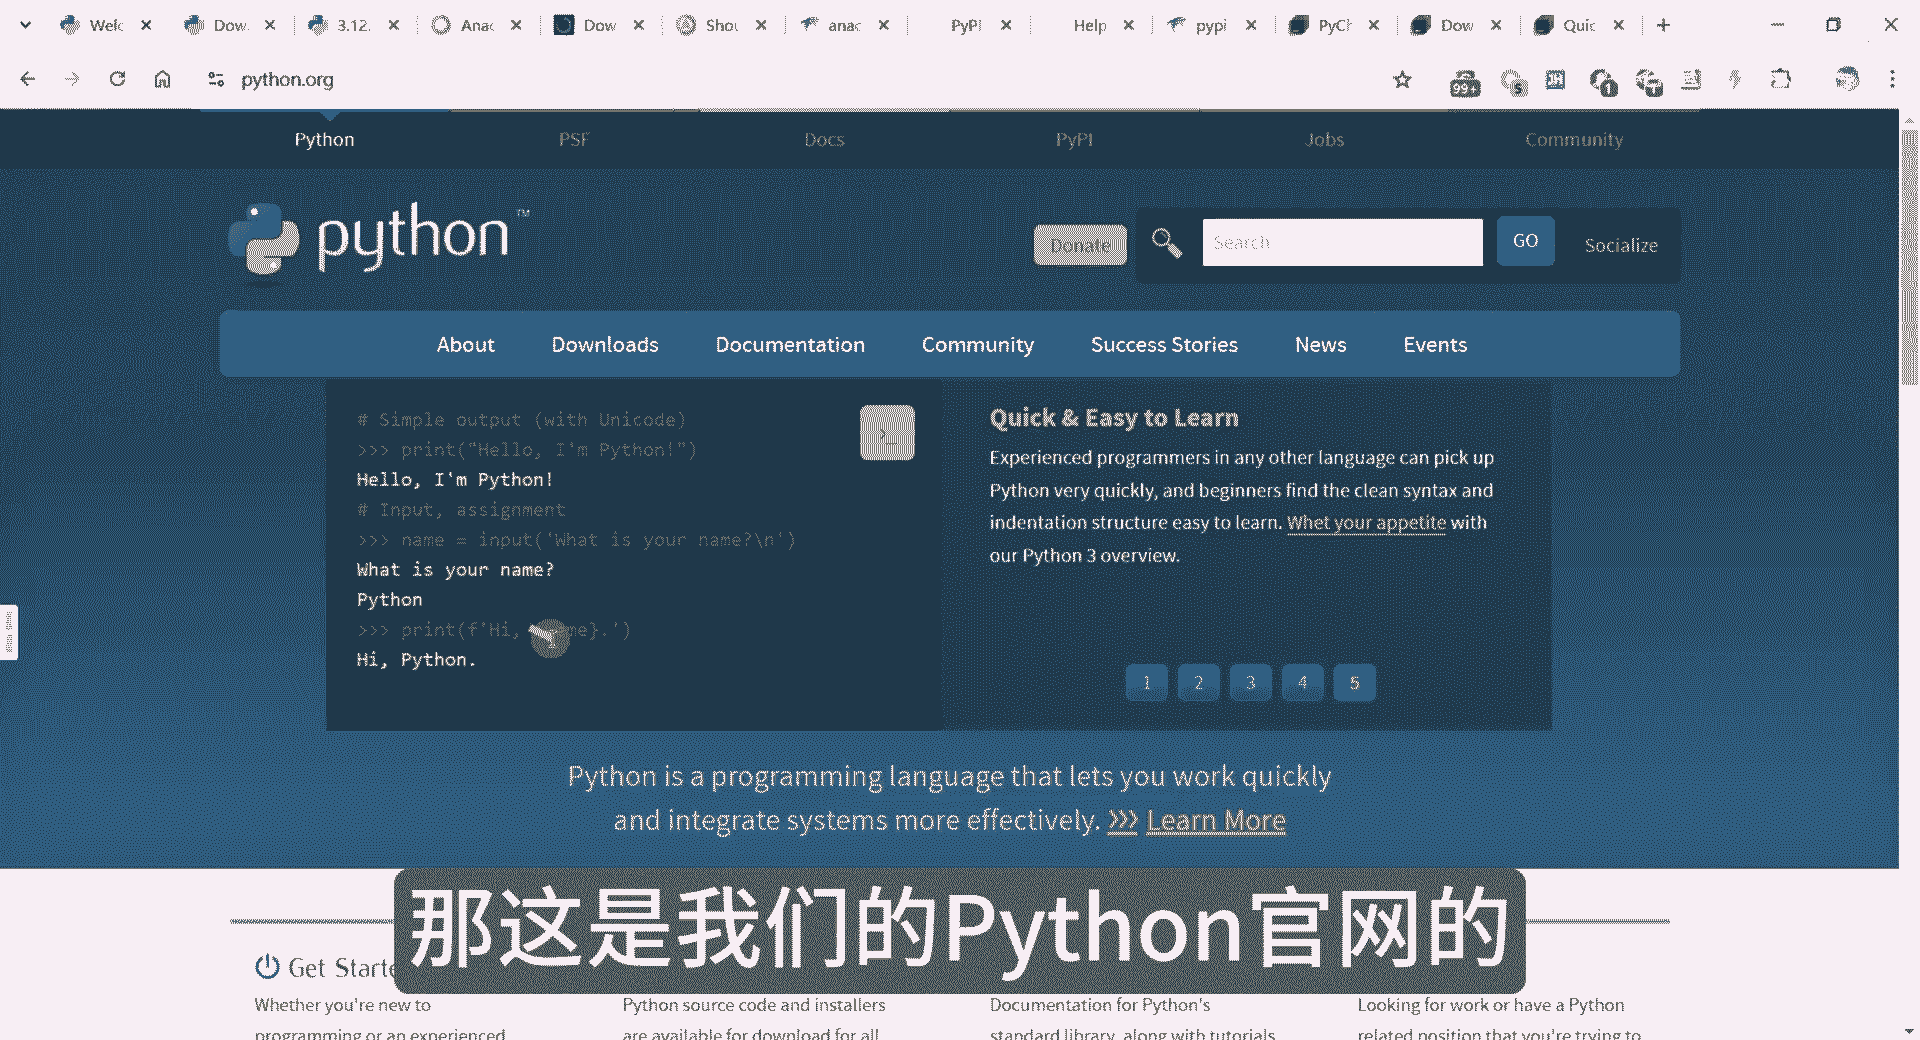 Welc
Dow
3.12.
Anac
Dow
Shou
anac
PyPI
Help
pypi
PyCh
Dow
Quic
python.org
99+
Python
PSF
Docs
PyPI
Jobs
Community
python™
Donate
Search
GO
Socialize
About
Downloads
Documentation
Community
Success Stories
News
Events
# Simple output (with Unicode)
>>> print("Hello, I'm Python!")
Hello, I'm Python!
# Input, assignment
>>> name = input('What is your name?\n')
What is your name?
Python
>>> print(f'Hi, me}.')
Hi, Python.
>_
Quick & Easy to Learn
Experienced programmers in any other language can pick up
Python very quickly, and beginners find the clean syntax and
indentation structure easy to learn. Whet your appetite with
our Python 3 overview.
1
2
3
4
5
Python is a programming language that lets you work quickly
and integrate systems more effectively. >>> Learn More
那这是我们的Python官网的
Get Starte
Whether you're new to
programming or an experienced
Python source code and installers
are available for download for all
Documentation for Python's
standard library, along with tutorials
Looking for work or have a Python
related position that you're trying to